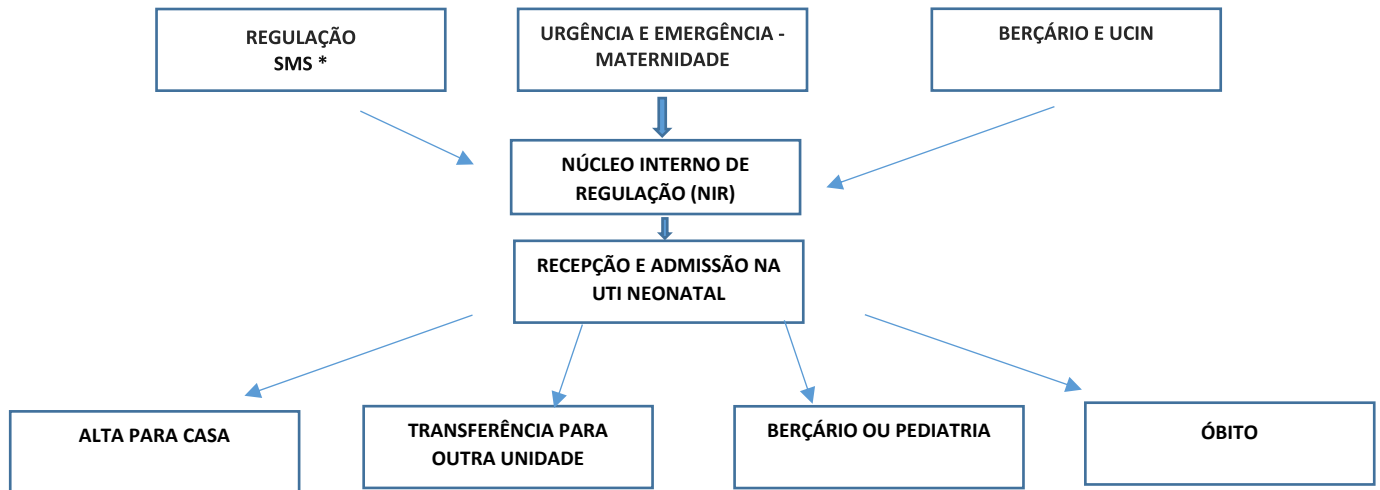 REGULAÇÃO
SMS *
URGÊNCIA E EMERGÊNCIA -
MATERNIDADE
BERÇÁRIO E UCIN
NÚCLEO INTERNO DE
REGULAÇÃO (NIR)
RECEPÇÃO E ADMISSÃO NA
UTI NEONATAL
ALTA PARA CASA
TRANSFERÊNCIA PARA
OUTRA UNIDADE
BERÇÁRIO OU PEDIATRIA
ÓBITO